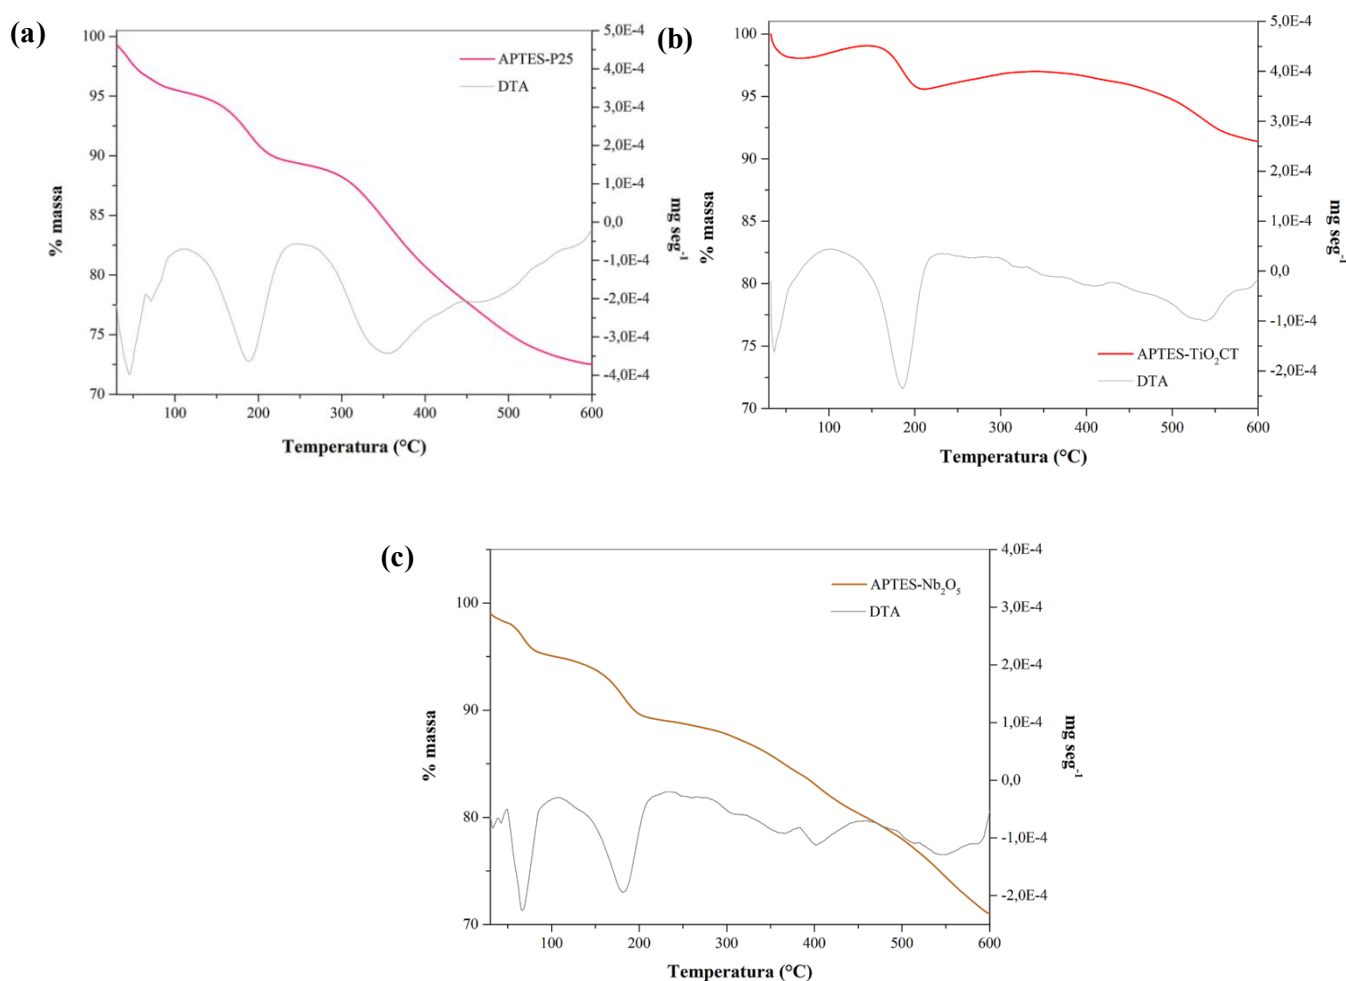 (a)
100
95
90
85
80
75
70
% massa
5,0E-4
4,0E-4
3,0E-4
2,0E-4
1,0E-4
0,0
-1,0E-4
-2,0E-4
-3,0E-4
-4,0E-4
mg seg⁻¹
APTES-P25
DTA
100 200 300 400 500 600
Temperatura (°C)
(b)
100
95
90
85
80
75
70
% massa
5,0E-4
4,0E-4
3,0E-4
2,0E-4
1,0E-4
0,0
-1,0E-4
-2,0E-4
mg seg⁻¹
APTES-TiO₂CT
DTA
100 200 300 400 500 600
Temperatura (°C)
(c)
100
90
80
70
% massa
4,0E-4
3,0E-4
2,0E-4
1,0E-4
0,0
-1,0E-4
-2,0E-4
mg seg⁻¹
APTES-Nb₂O₅
DTA
100 200 300 400 500 600
Temperatura (°C)